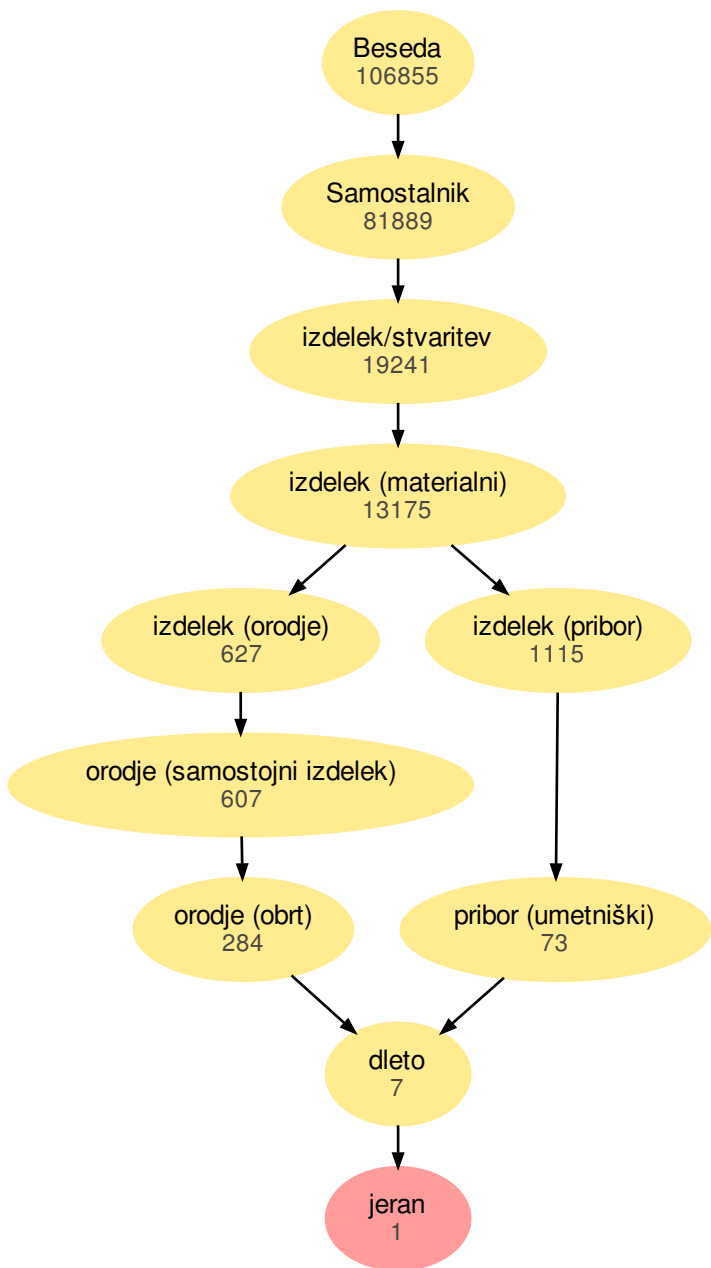 Beseda
106855
Samostalnik
81889
izdelek/stvaritev
19241
izdelek (materialni)
13175
izdelek (orodje)
627
izdelek (pribor)
1115
orodje (samostojni izdelek)
607
orodje (obrt)
284
pribor (umetniški)
73
dleto
7
jeran
1